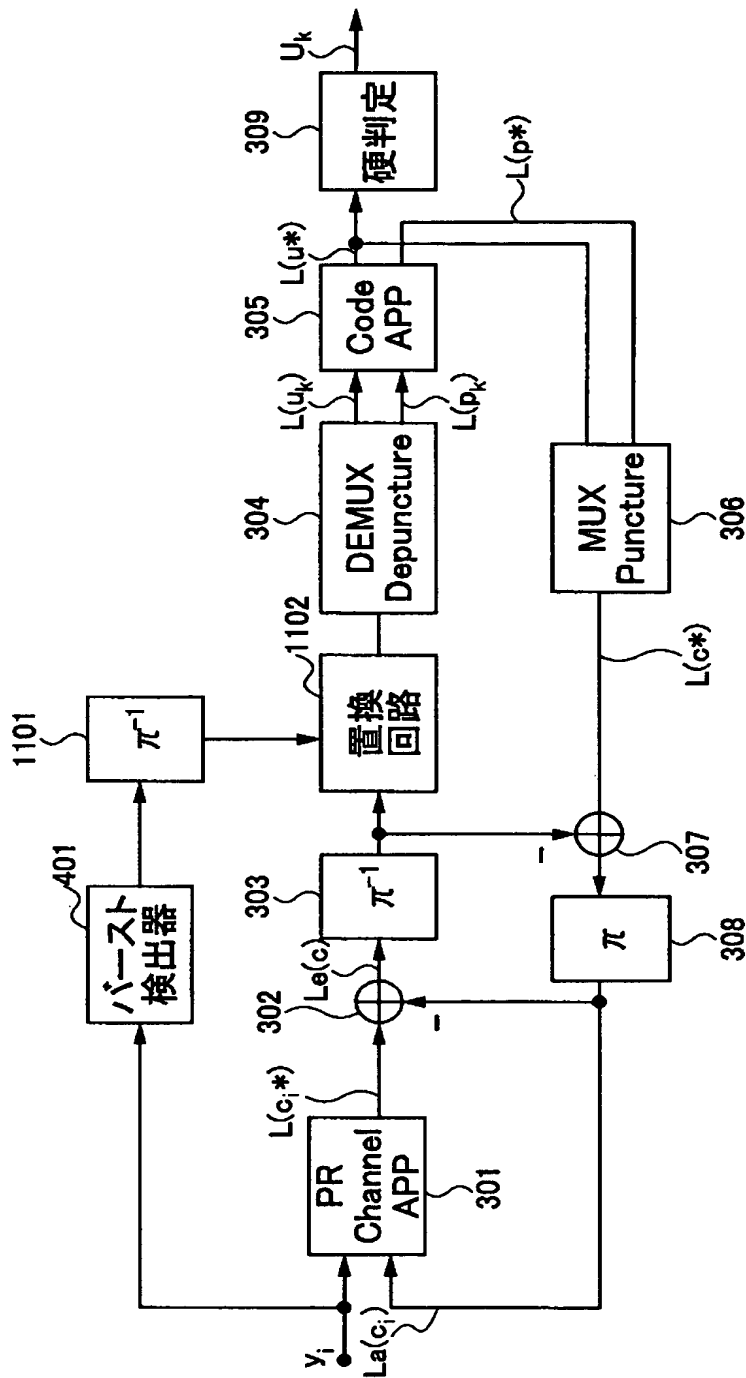 y_i
La(c_i)
PR
Channel
APP
301
L(c_i*)
302
−
Le(c)
303
π⁻¹
バースト
検出器
401
π⁻¹
1101
置換
回路
1102
DEMUX
Depuncture
304
L(u_k)
L(p_k)
Code
APP
305
L(u*)
硬判定
309
U_k
L(p*)
MUX
Puncture
306
L(c*)
−
307
π
308